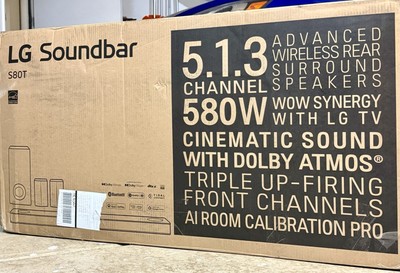 LG Soundbar
S80T
5.1.3
CHANNEL
580W
ADVANCED
WIRELESS REAR
SURROUND
SPEAKERS
WOW SYNERGY
WITH LG TV
CINEMATIC SOUND
WITH DOLBY ATMOS®
TRIPLE UP-FIRING
FRONT CHANNELS
AI ROOM CALIBRATION PRO